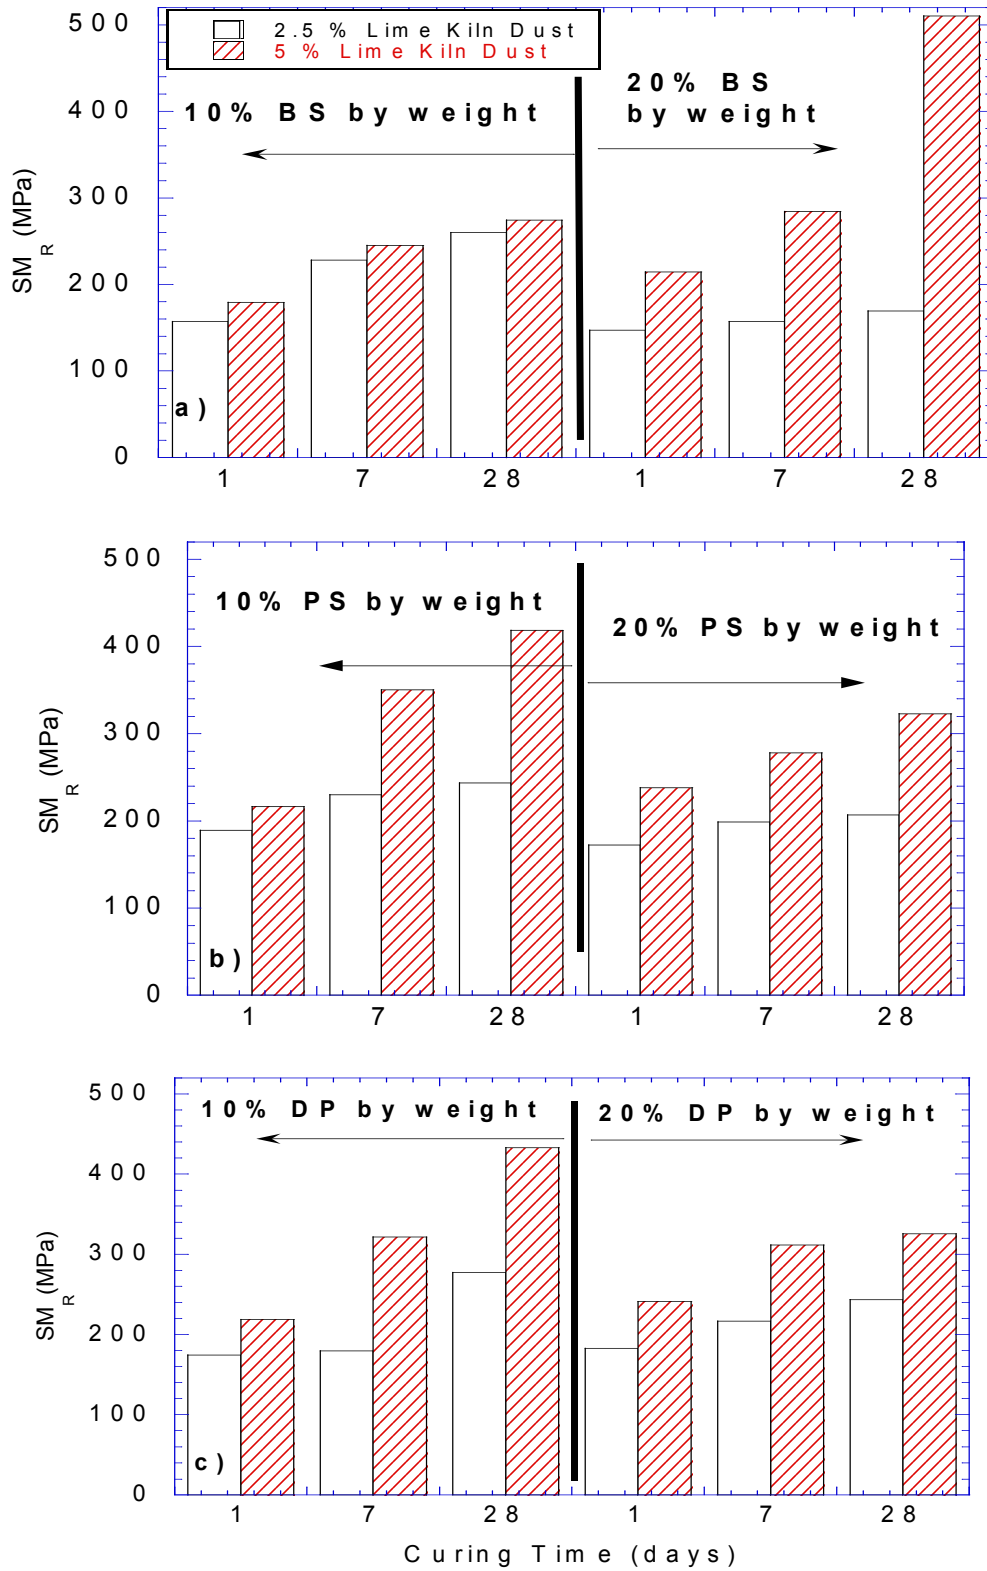 500
400
300
200
100
0
SM R (MPa)
2.5 % Lime Kiln Dust
5 % Lime Kiln Dust
10% BS by weight
20% BS
by weight
a)
1 7 28 1 7 28
500
400
300
200
100
0
SM R (MPa)
10% PS by weight
20% PS by weight
b)
1 7 28 1 7 28
500
400
300
200
100
0
SM R (MPa)
10% DP by weight
20% DP by weight
c)
1 7 28 1 7 28
Curing Time (days)